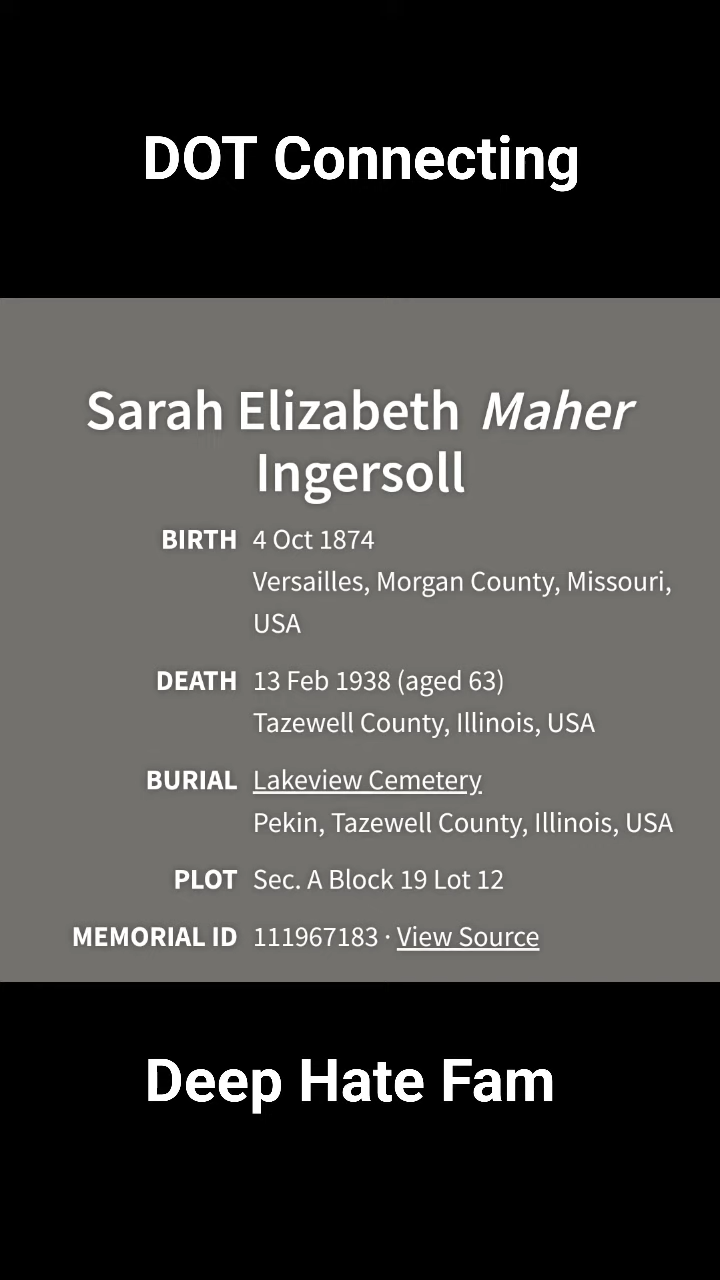 DOT Connecting
Sarah Elizabeth Maher
Ingersoll
BIRTH 4 Oct 1874
Versailles, Morgan County, Missouri,
USA
DEATH 13 Feb 1938 (aged 63)
Tazewell County, Illinois, USA
BURIAL Lakeview Cemetery
Pekin, Tazewell County, Illinois, USA
PLOT Sec. A Block 19 Lot 12
MEMORIAL ID 111967183 · View Source
Deep Hate Fam